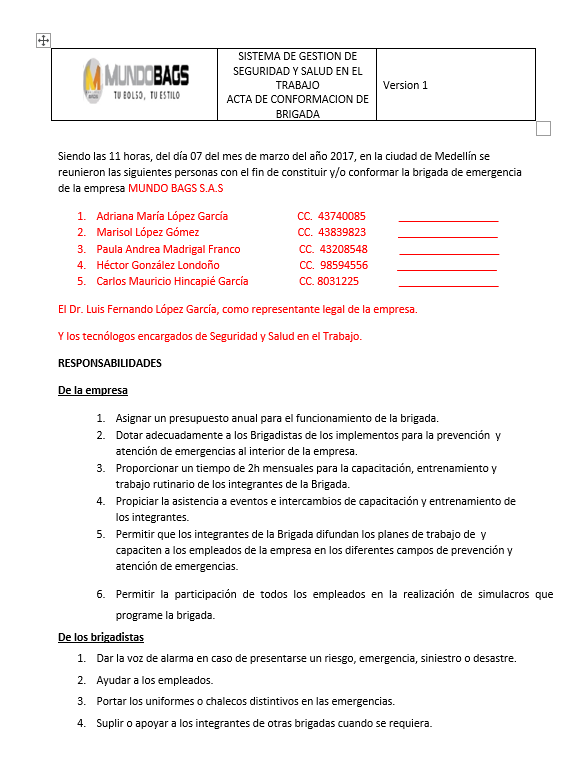 MUNDOBAGS
TU BOLSO, TU ESTILO
SISTEMA DE GESTION DE
SEGURIDAD Y SALUD EN EL
TRABAJO
ACTA DE CONFORMACION DE
BRIGADA
Version 1
Siendo las 11 horas, del día 07 del mes de marzo del año 2017, en la ciudad de Medellín se
reunieron las siguientes personas con el fin de constituir y/o conformar la brigada de emergencia
de la empresa MUNDO BAGS S.A.S
1. Adriana María López García CC. 43740085 __________________
2. Marisol López Gómez CC. 43839823 __________________
3. Paula Andrea Madrigal Franco CC. 43208548 __________________
4. Héctor González Londoño CC. 98594556 __________________
5. Carlos Mauricio Hincapié García CC. 8031225 __________________
El Dr. Luis Fernando López García, como representante legal de la empresa.
Y los tecnólogos encargados de Seguridad y Salud en el Trabajo.
RESPONSABILIDADES
De la empresa
1. Asignar un presupuesto anual para el funcionamiento de la brigada.
2. Dotar adecuadamente a los Brigadistas de los implementos para la prevención y
atención de emergencias al interior de la empresa.
3. Proporcionar un tiempo de 2h mensuales para la capacitación, entrenamiento y
trabajo rutinario de los integrantes de la Brigada.
4. Propiciar la asistencia a eventos e intercambios de capacitación y entrenamiento de
los integrantes.
5. Permitir que los integrantes de la Brigada difundan los planes de trabajo de y
capaciten a los empleados de la empresa en los diferentes campos de prevención y
atención de emergencias.
6. Permitir la participación de todos los empleados en la realización de simulacros que
programe la brigada.
De los brigadistas
1. Dar la voz de alarma en caso de presentarse un riesgo, emergencia, siniestro o desastre.
2. Ayudar a los empleados.
3. Portar los uniformes o chalecos distintivos en las emergencias.
4. Suplir o apoyar a los integrantes de otras brigadas cuando se requiera.